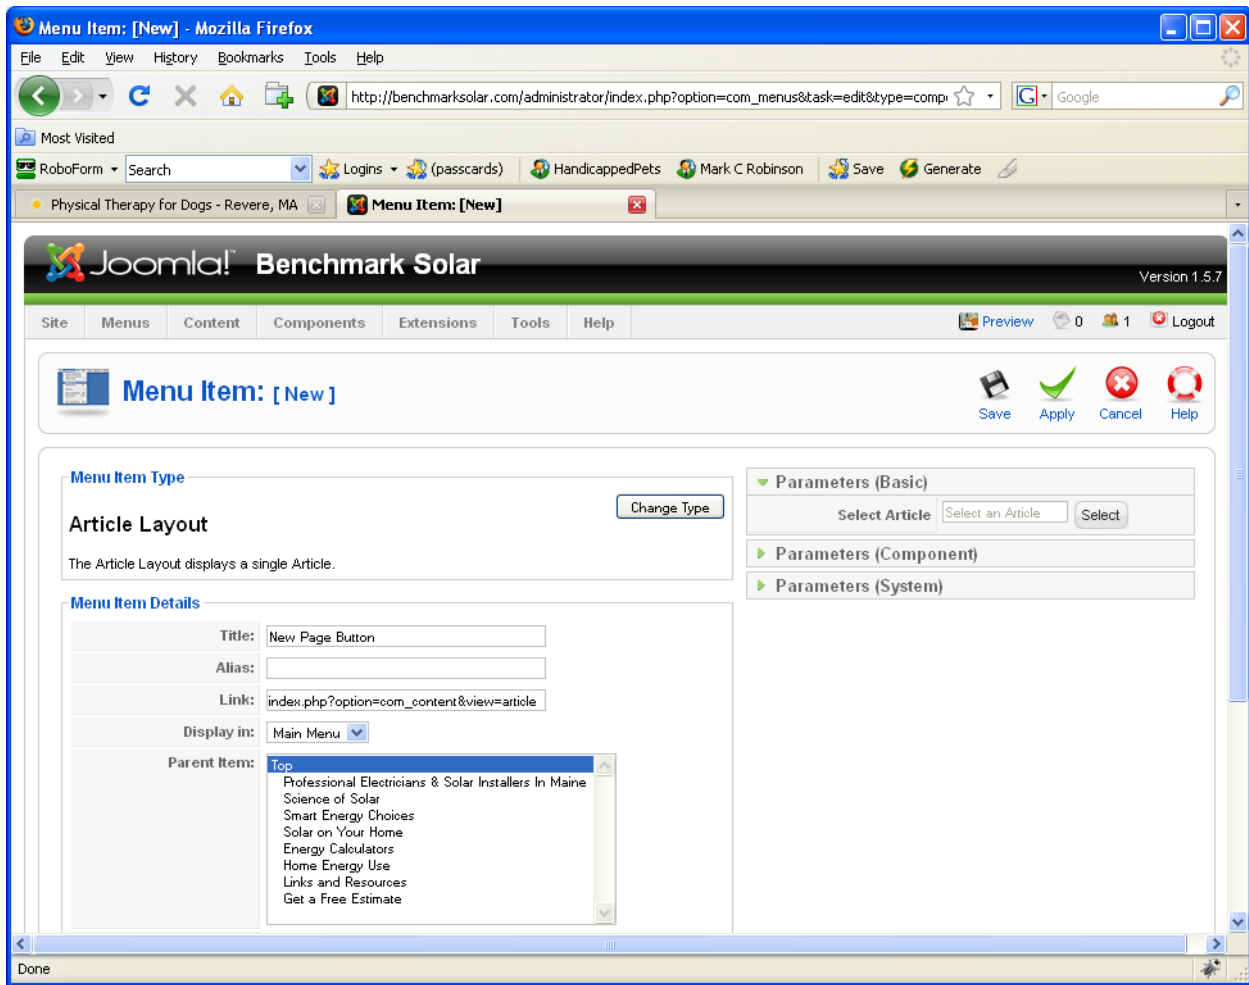 Menu Item: [New] - Mozilla Firefox
File Edit View History Bookmarks Tools Help
http://benchmarksolar.com/administrator/index.php?option=com_menus&task=edit&type=comp
G Google
Most Visited
RoboForm Search Logins (passcards) HandicappedPets Mark C Robinson Save Generate
Physical Therapy for Dogs - Revere, MA Menu Item: [New]
Joomla!™ Benchmark Solar
Version 1.5.7
Site Menus Content Components Extensions Tools Help Preview 0 1 Logout
Menu Item: [ New ]
Save Apply Cancel Help
Menu Item Type
Change Type
Article Layout
The Article Layout displays a single Article.
Parameters (Basic)
Select Article Select an Article Select
Parameters (Component)
Parameters (System)
Menu Item Details
Title: New Page Button
Alias:
Link: index.php?option=com_content&view=article
Display in: Main Menu
Parent Item: Top
Professional Electricians & Solar Installers In Maine
Science of Solar
Smart Energy Choices
Solar on Your Home
Energy Calculators
Home Energy Use
Links and Resources
Get a Free Estimate
Done